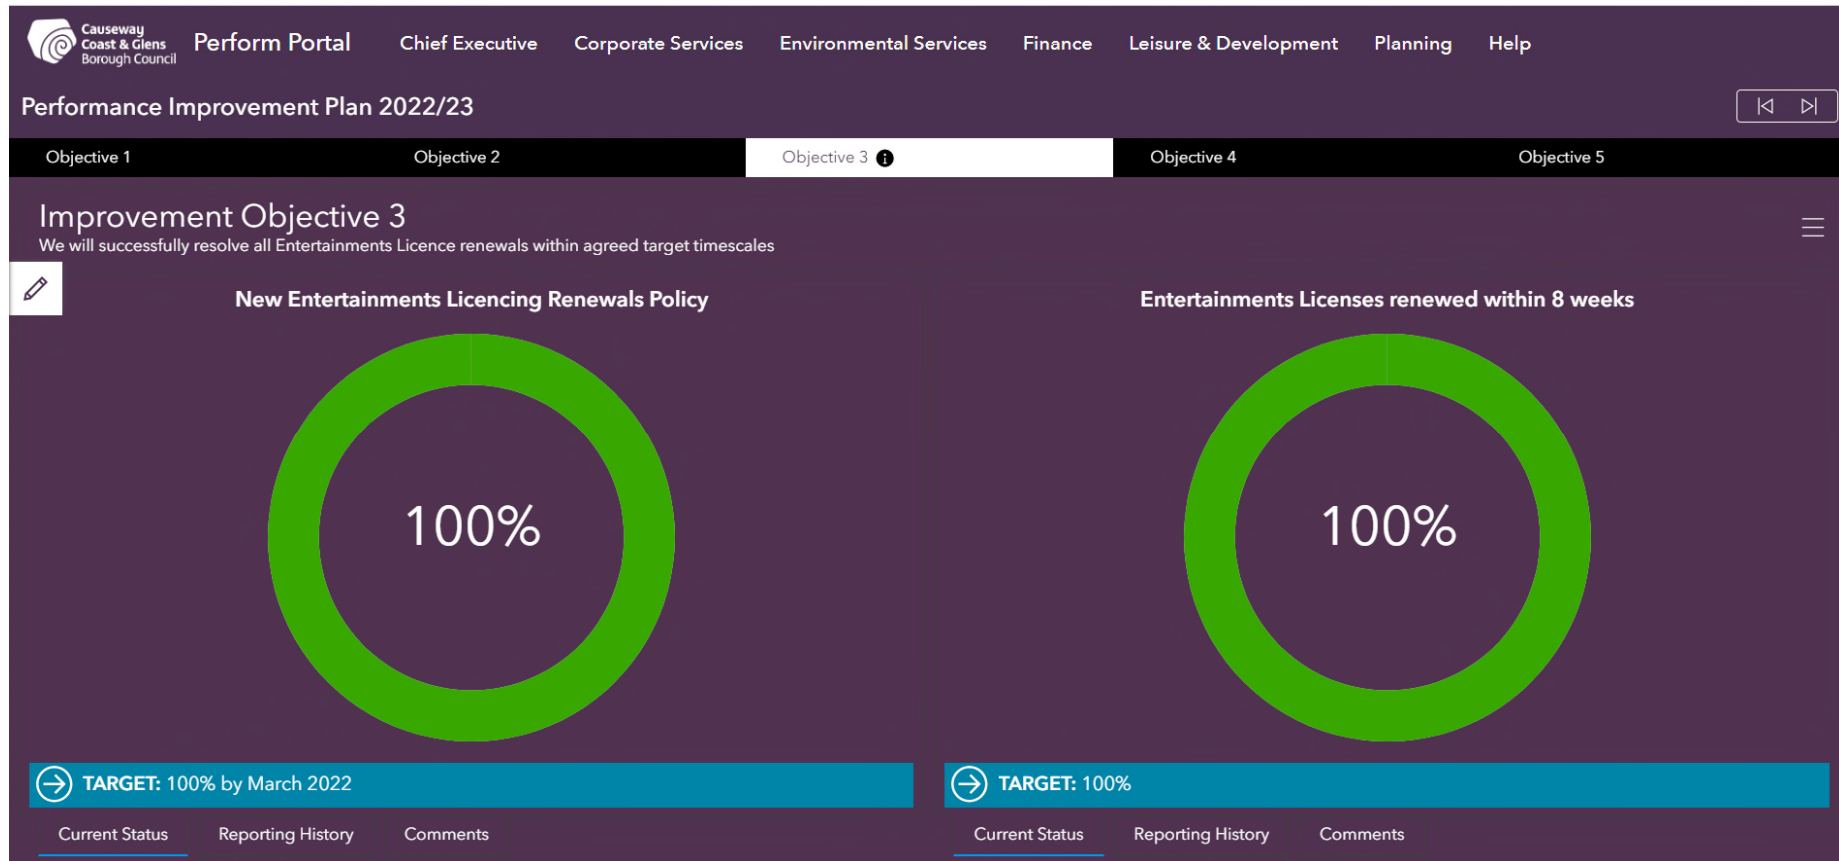 Causeway
Coast & Glens
Borough Council
Perform Portal
Chief Executive
Corporate Services
Environmental Services
Finance
Leisure & Development
Planning
Help
Performance Improvement Plan 2022/23
Objective 1
Objective 2
Objective 3
Objective 4
Objective 5
Improvement Objective 3
We will successfully resolve all Entertainments Licence renewals within agreed target timescales
New Entertainments Licencing Renewals Policy
100%
TARGET: 100% by March 2022
Current Status
Reporting History
Comments
Entertainments Licenses renewed within 8 weeks
100%
TARGET: 100%
Current Status
Reporting History
Comments